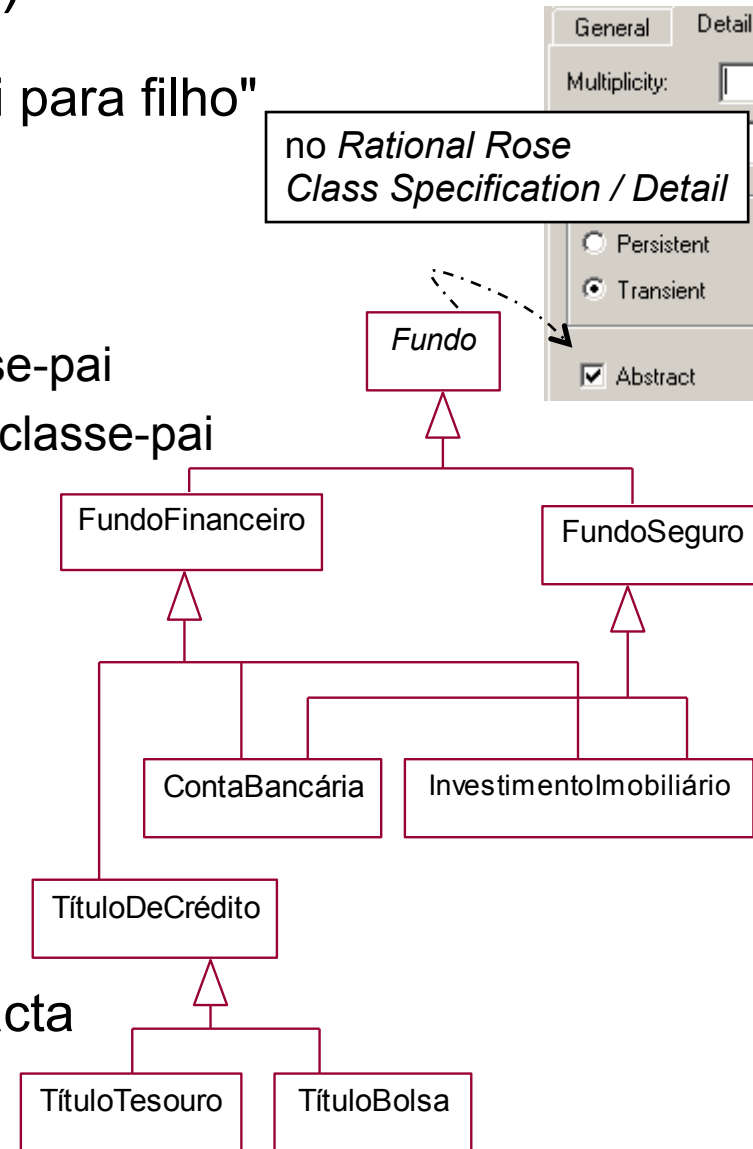 )
General Detail
Multiplicity:
i para filho"
no Rational Rose
Class Specification / Detail
Persistent
Transient
Fundo
Abstract
se-pai
classe-pai
FundoFinanceiro
FundoSeguro
ContaBancária
InvestimentoImobiliário
TítuloDeCrédito
acta
TítuloTesouro
TítuloBolsa